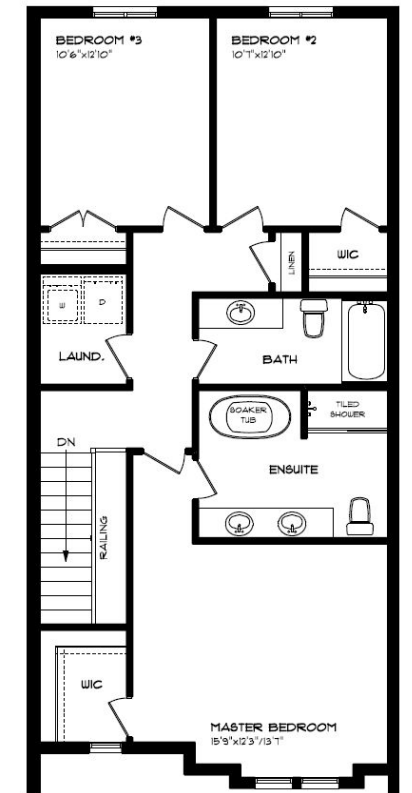 BEDROOM #3
10'6"x12'10"
BEDROOM #2
10'7"x12'10"
LINEN
WIC
D
LAUND.
BATH
SOAKER
TUB
TILED
SHOWER
DN
ENSUITE
RAILING
WIC
MASTER BEDROOM
15'9"x12'3"/13'7"